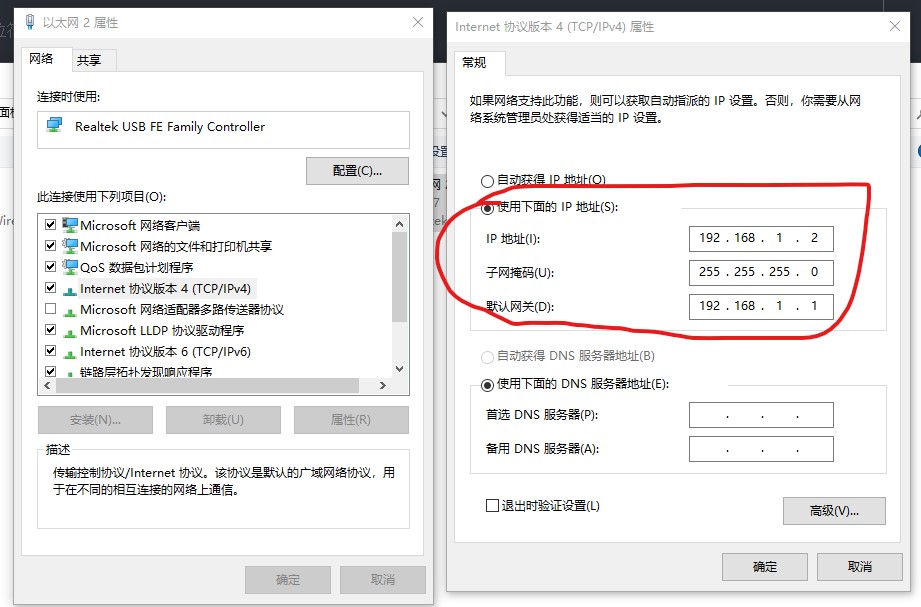 以太网 2 属性
网络
共享
连接时使用:
Realtek USB FE Family Controller
配置(C)...
此连接使用下列项目(O):
Microsoft 网络客户端
Microsoft 网络的文件和打印机共享
QoS 数据包计划程序
Internet 协议版本 4 (TCP/IPv4)
Microsoft 网络适配器多路传送器协议
Microsoft LLDP 协议驱动程序
Internet 协议版本 6 (TCP/IPv6)
链路层拓扑发现响应程序
安装(N)...
卸载(U)
属性(R)
描述
传输控制协议/Internet 协议。该协议是默认的广域网络协议，用
于在不同的相互连接的网络上通信。
确定
取消
Internet 协议版本 4 (TCP/IPv4) 属性
常规
如果网络支持此功能，则可以获取自动指派的 IP 设置。否则，你需要从网
络系统管理员处获得适当的 IP 设置。
自动获得 IP 地址(O)
使用下面的 IP 地址(S):
IP 地址(I):
192 . 168 . 1 . 2
子网掩码(U):
255 . 255 . 255 . 0
默认网关(D):
192 . 168 . 1 . 1
自动获得 DNS 服务器地址(B)
使用下面的 DNS 服务器地址(E):
首选 DNS 服务器(P):
. . .
备用 DNS 服务器(A):
. . .
退出时验证设置(L)
高级(V)...
确定
取消